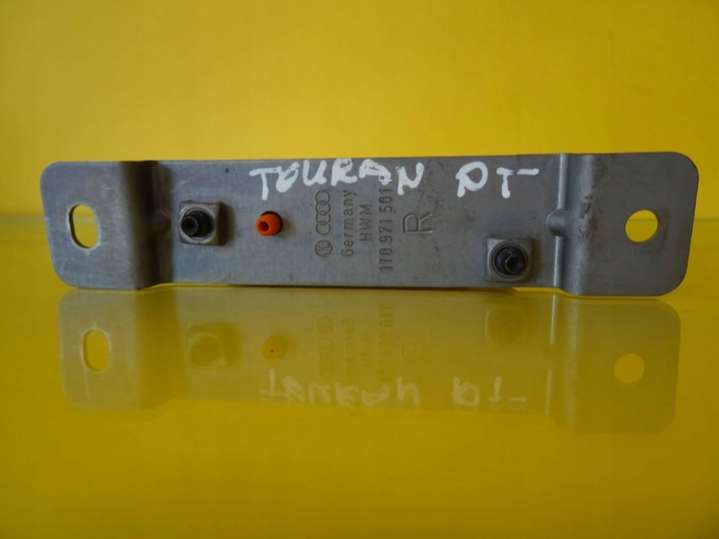 TOURAN PT
Germany
HWM
1T0 971 501
R